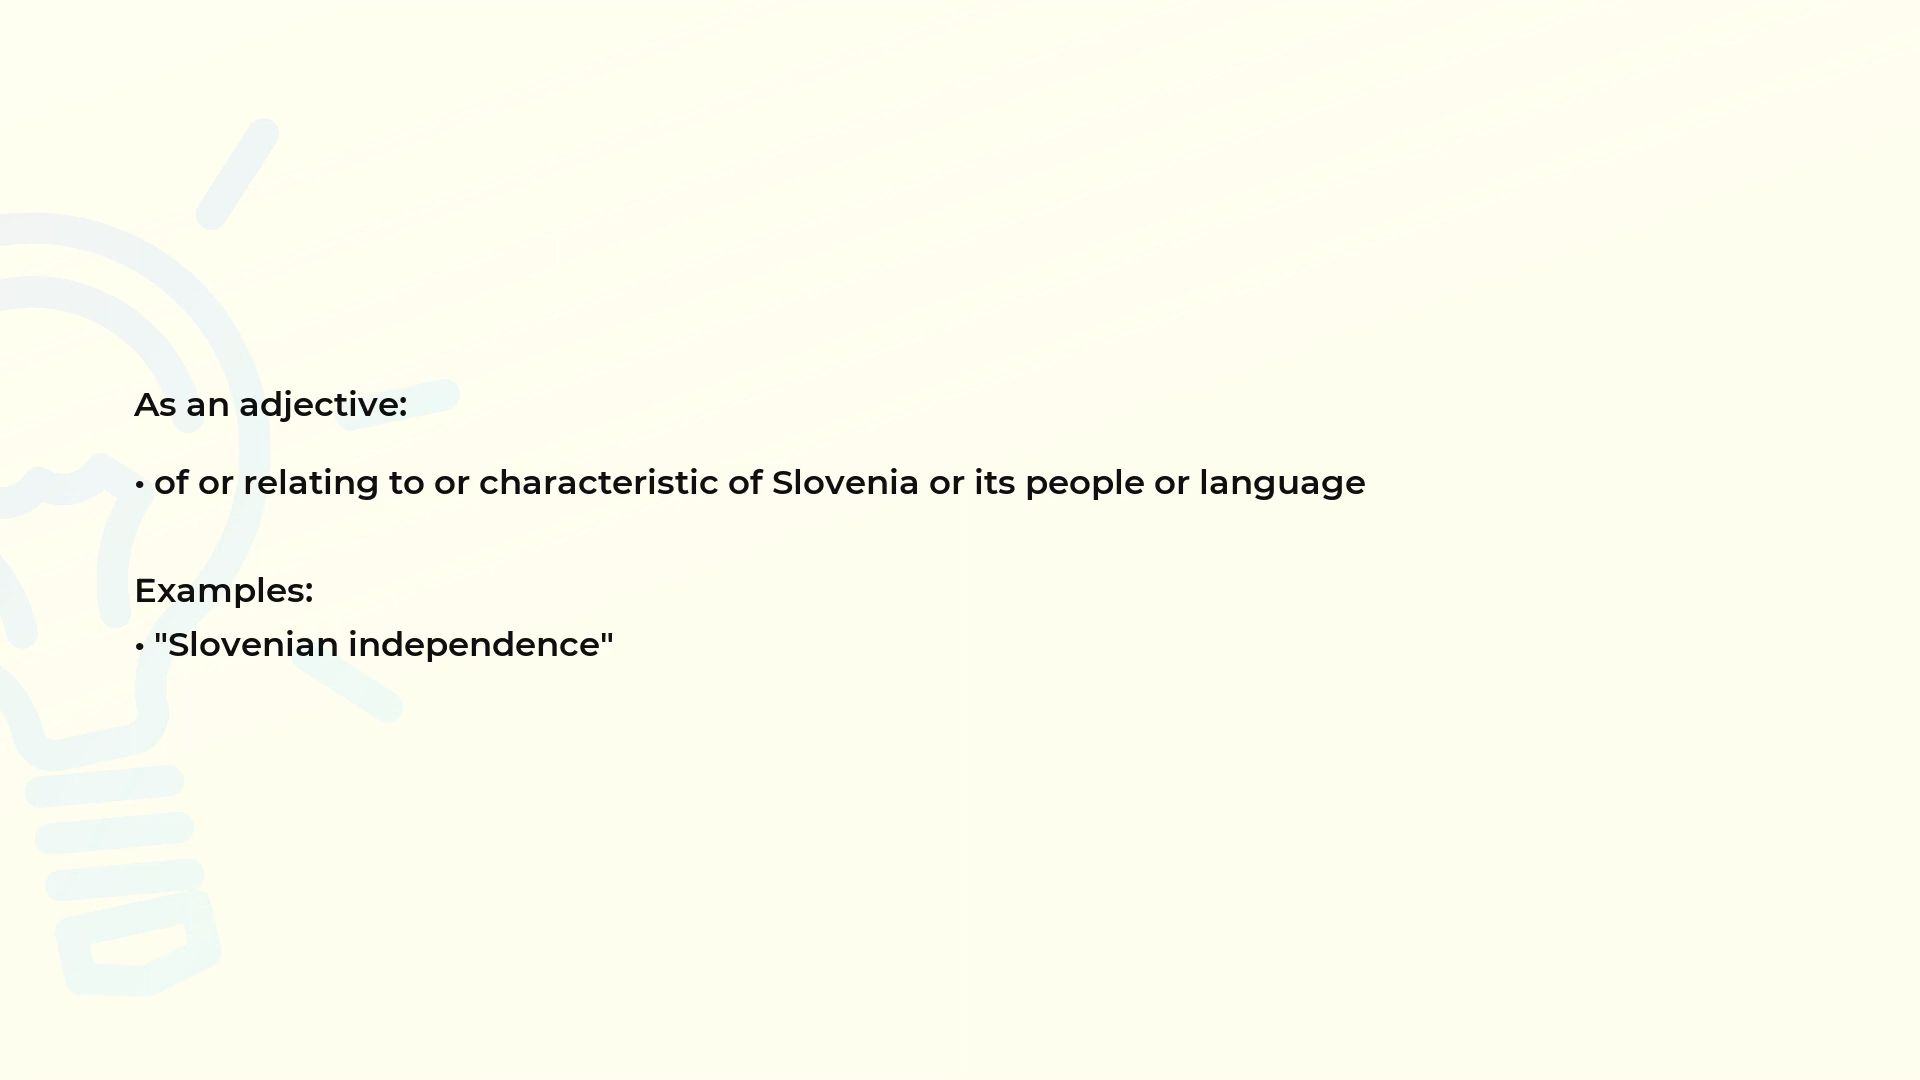 As an adjective:
• of or relating to or characteristic of Slovenia or its people or language
Examples:
• "Slovenian independence"